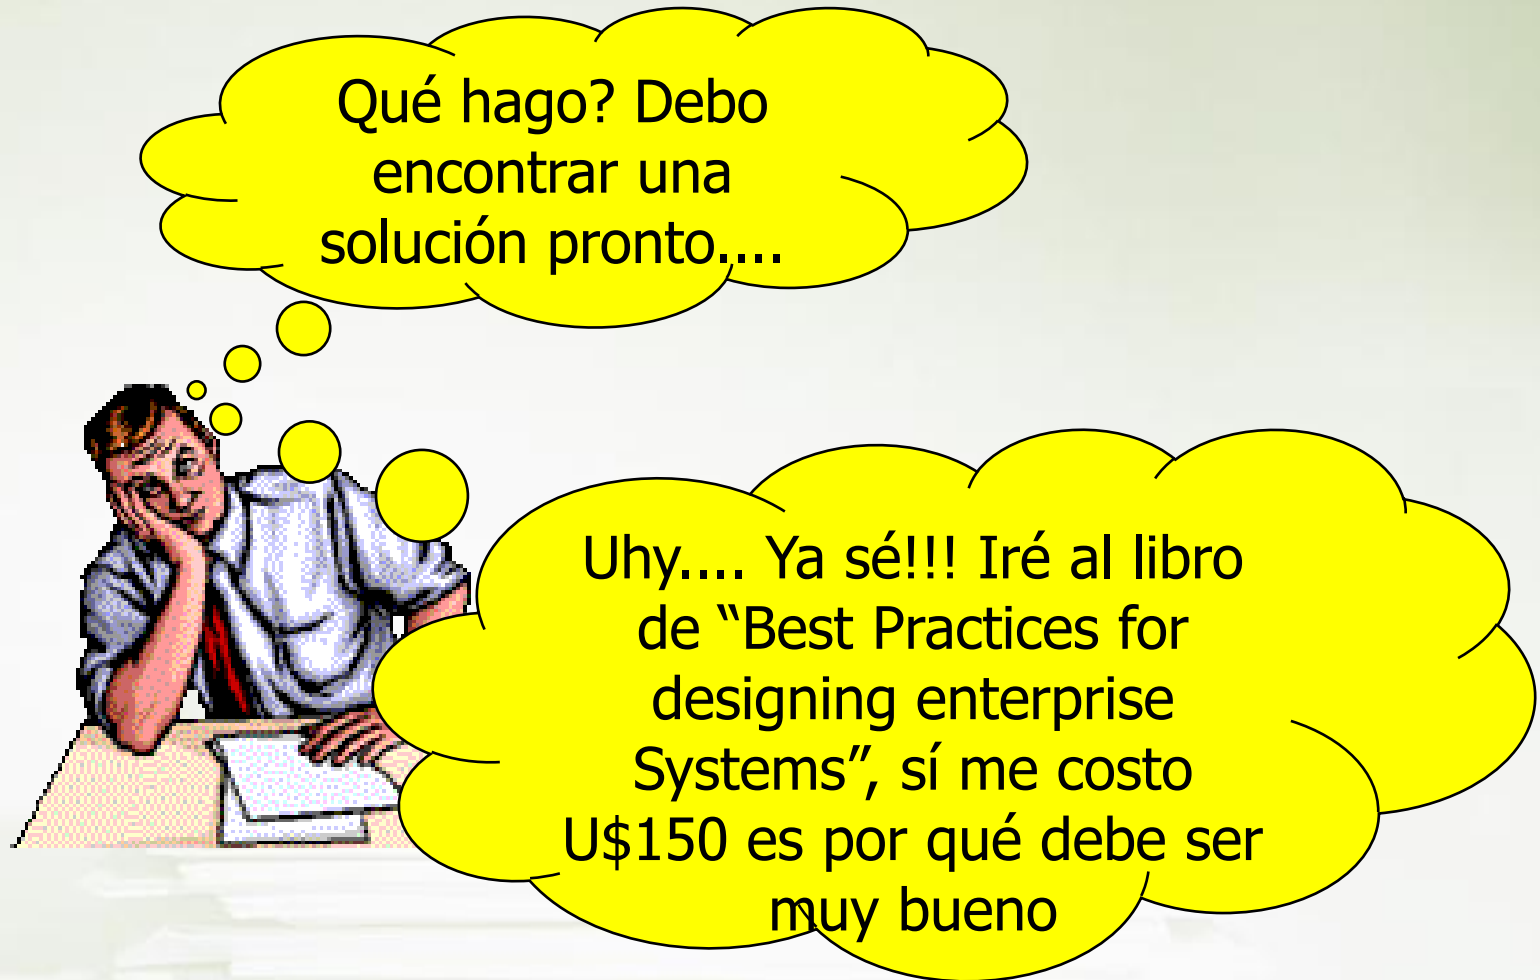 Qué hago? Debo
encontrar una
solución pronto....
Uhy.... Ya sé!!! Iré al libro
de “Best Practices for
designing enterprise
Systems”, sí me costo
U$150 es por qué debe ser
muy bueno